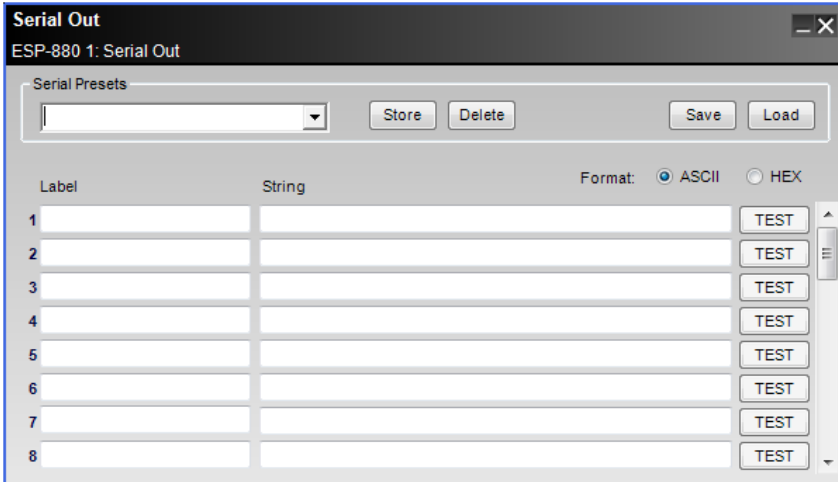 Serial Out
ESP-880 1: Serial Out
Serial Presets
Store Delete Save Load
Label String Format: ASCII HEX
1 TEST
2 TEST
3 TEST
4 TEST
5 TEST
6 TEST
7 TEST
8 TEST